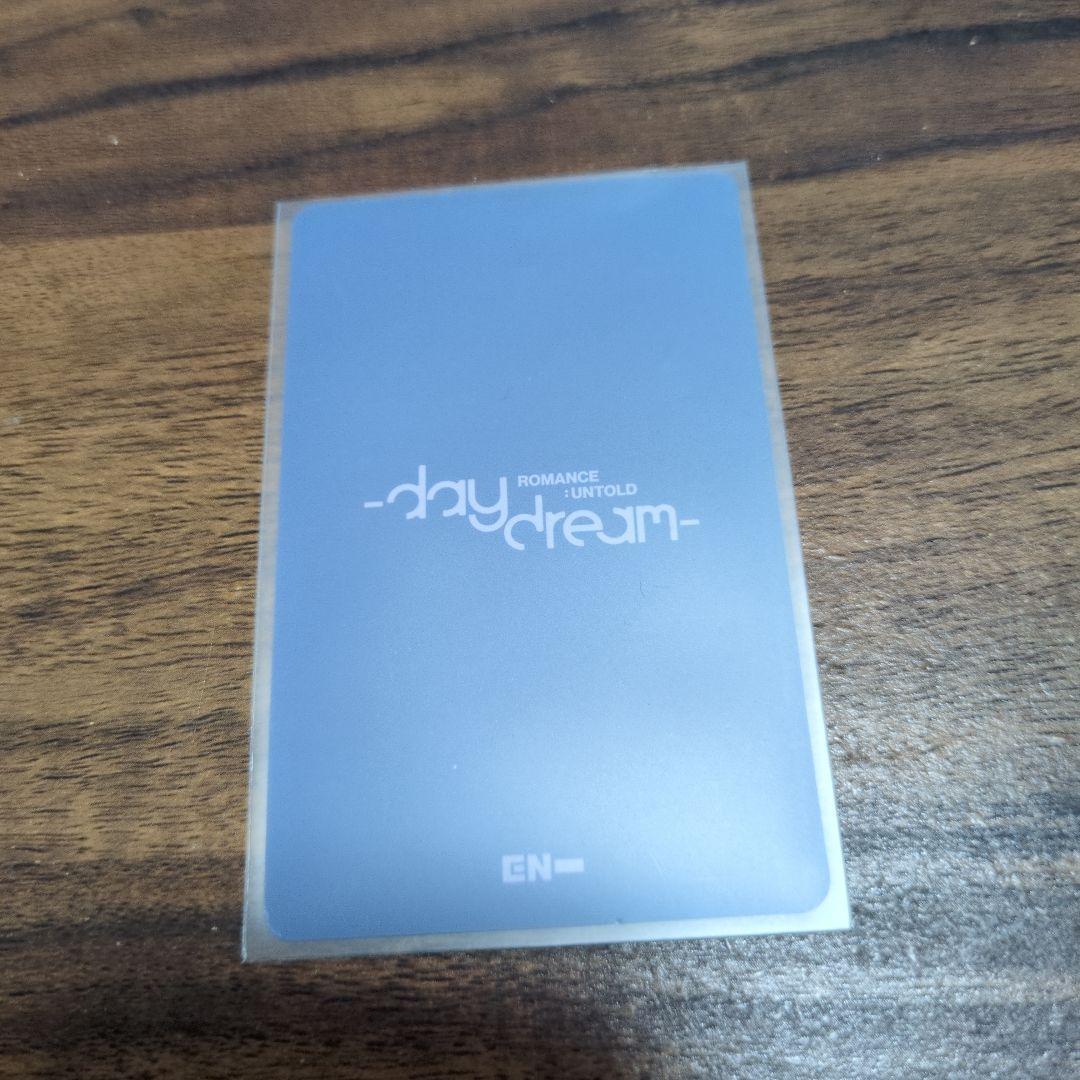 -day
ROMANCE
:UNTOLD
dream-
EN-